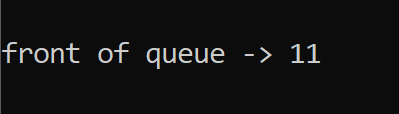 front of queue -> 11